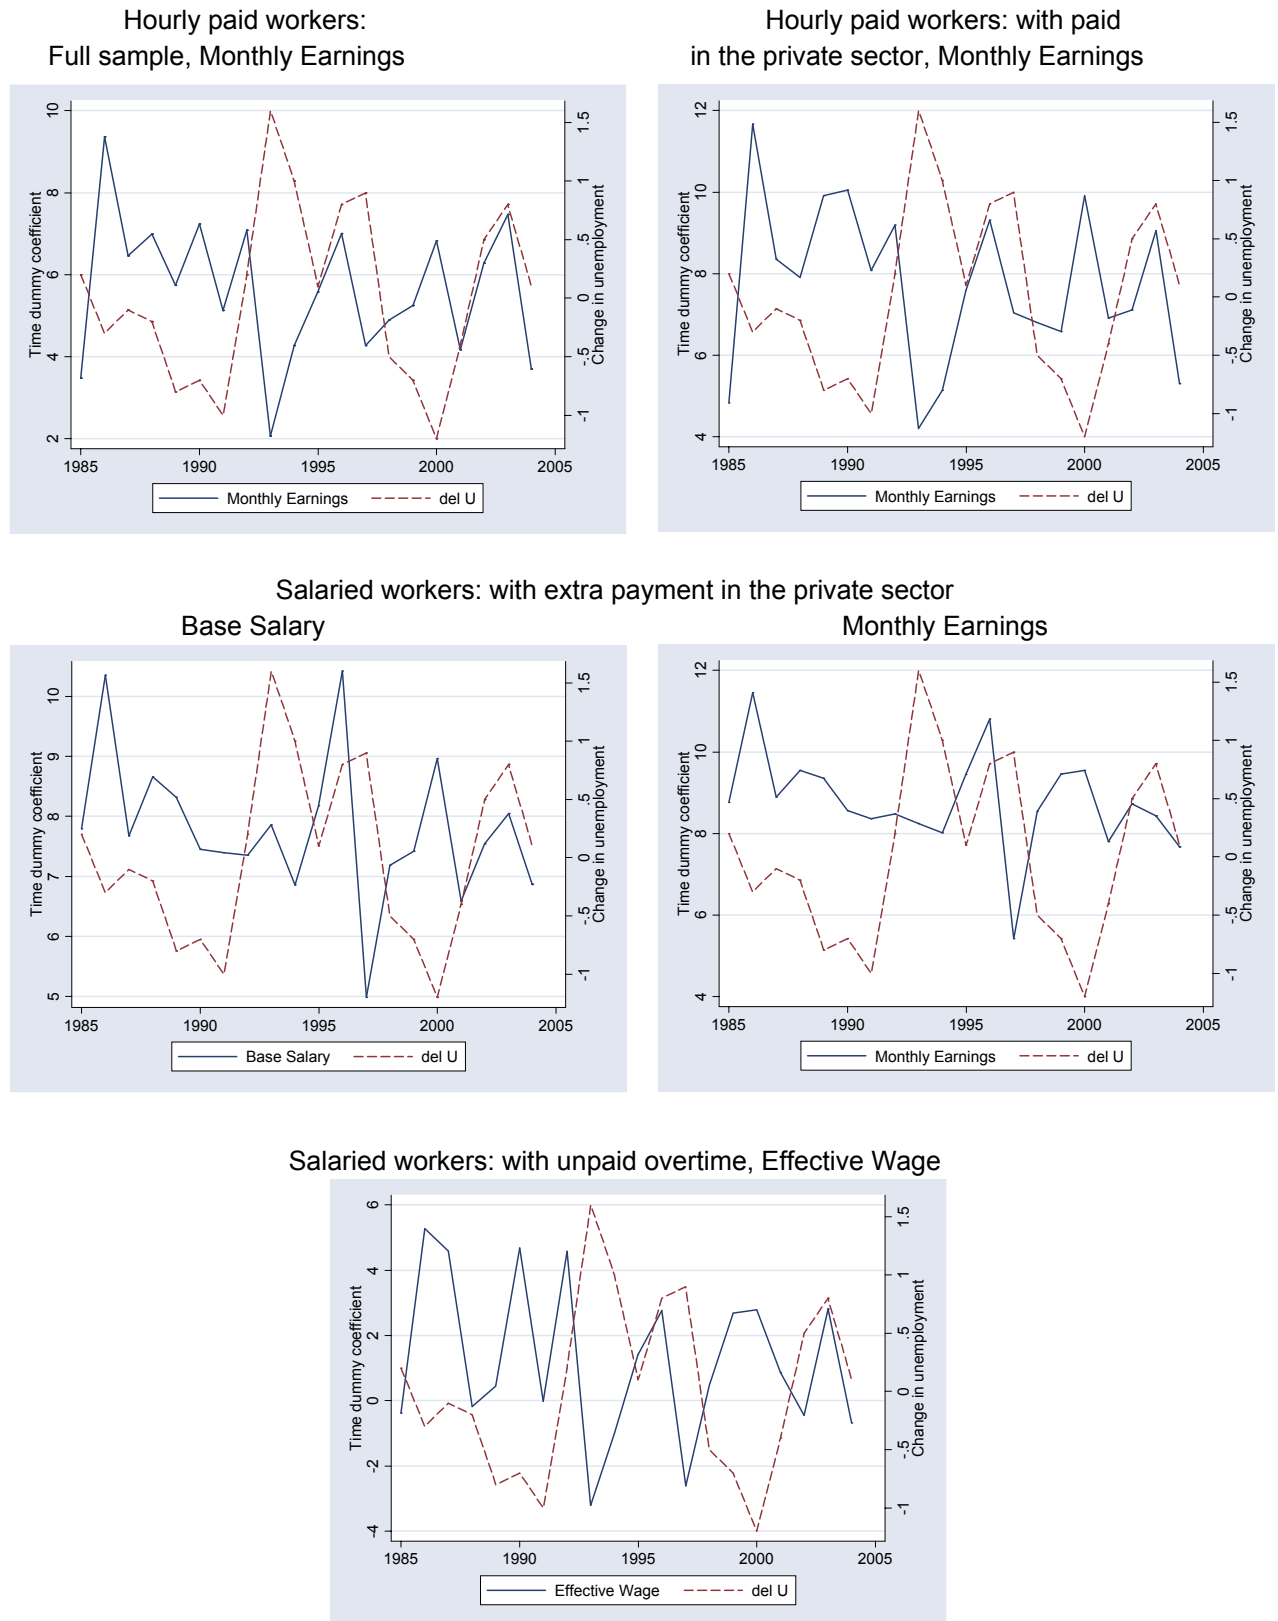 Hourly paid workers:
Full sample, Monthly Earnings
Time dummy coefficient
10
8
6
4
2
1.5
1
.5
0
-.5
-1
Change in unemployment
1985 1990 1995 2000 2005
Monthly Earnings del U
Hourly paid workers: with paid
in the private sector, Monthly Earnings
Time dummy coefficient
12
10
8
6
4
1.5
1
.5
0
-.5
-1
Change in unemployment
1985 1990 1995 2000 2005
Monthly Earnings del U
Salaried workers: with extra payment in the private sector
Base Salary
Time dummy coefficient
10
9
8
7
6
5
1.5
1
.5
0
-.5
-1
Change in unemployment
1985 1990 1995 2000 2005
Base Salary del U
Monthly Earnings
Time dummy coefficient
12
10
8
6
4
1.5
1
.5
0
-.5
-1
Change in unemployment
1985 1990 1995 2000 2005
Monthly Earnings del U
Salaried workers: with unpaid overtime, Effective Wage
Time dummy coefficient
6
4
2
0
-2
-4
1.5
1
.5
0
-.5
-1
Change in unemployment
1985 1990 1995 2000 2005
Effective Wage del U